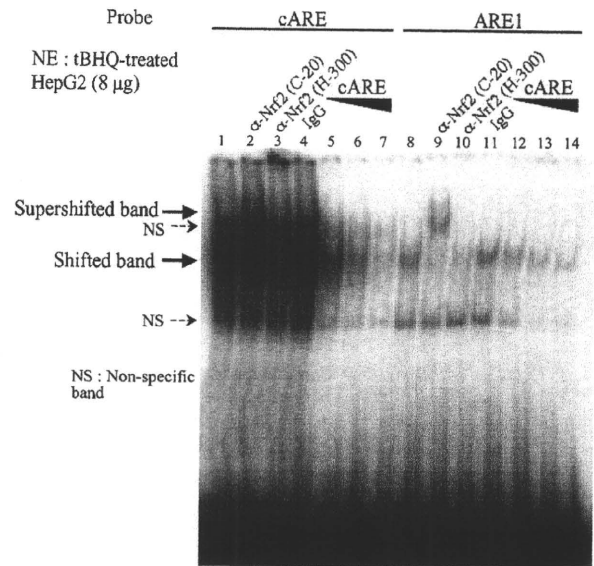 Probe cARE ARE1
NE : tBHQ-treated
HepG2 (8 µg)
α-Nrf2 (C-20)
α-Nrf2 (H-300)
IgG
cARE
α-Nrf2 (C-20)
α-Nrf2 (H-300)
IgG
cARE
1 2 3 4 5 6 7 8 9 10 11 12 13 14
Supershifted band
NS
Shifted band
NS
NS : Non-specific
band